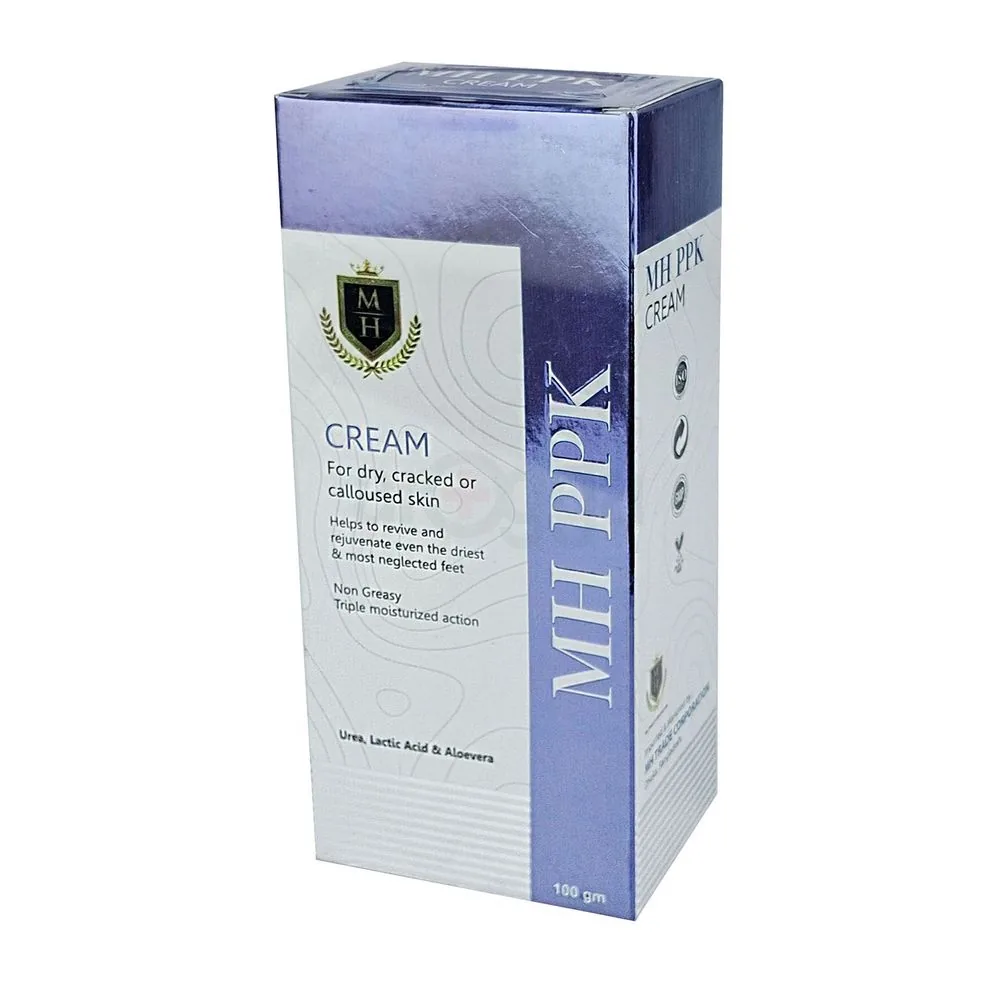 MH PPK
CREAM
M
H
CREAM
For dry, cracked or
calloused skin
Helps to revive and
rejuvenate even the driest
& most neglected feet
Non Greasy
Triple moisturized action
Urea, Lactic Acid & Aloevera
MH PPK
100 gm
MH PPK
CREAM
ISO
GMP
MH TRADE CORPORATION